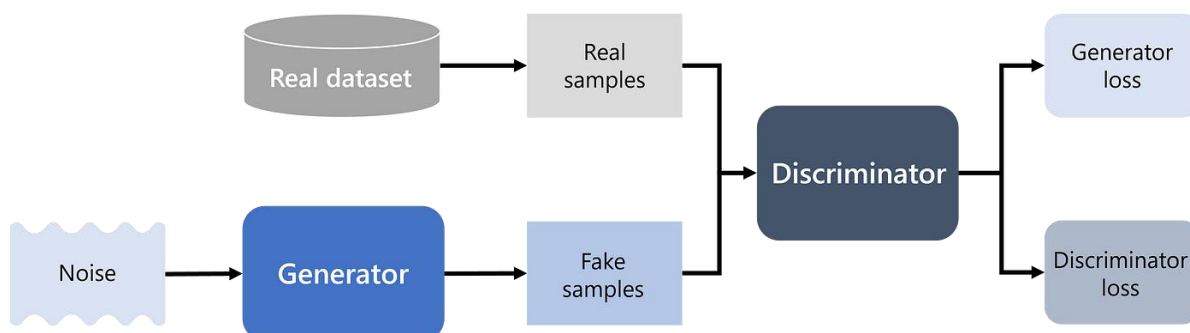 Real dataset
Real
samples
Generator
loss
Discriminator
Noise
Generator
Fake
samples
Discriminator
loss